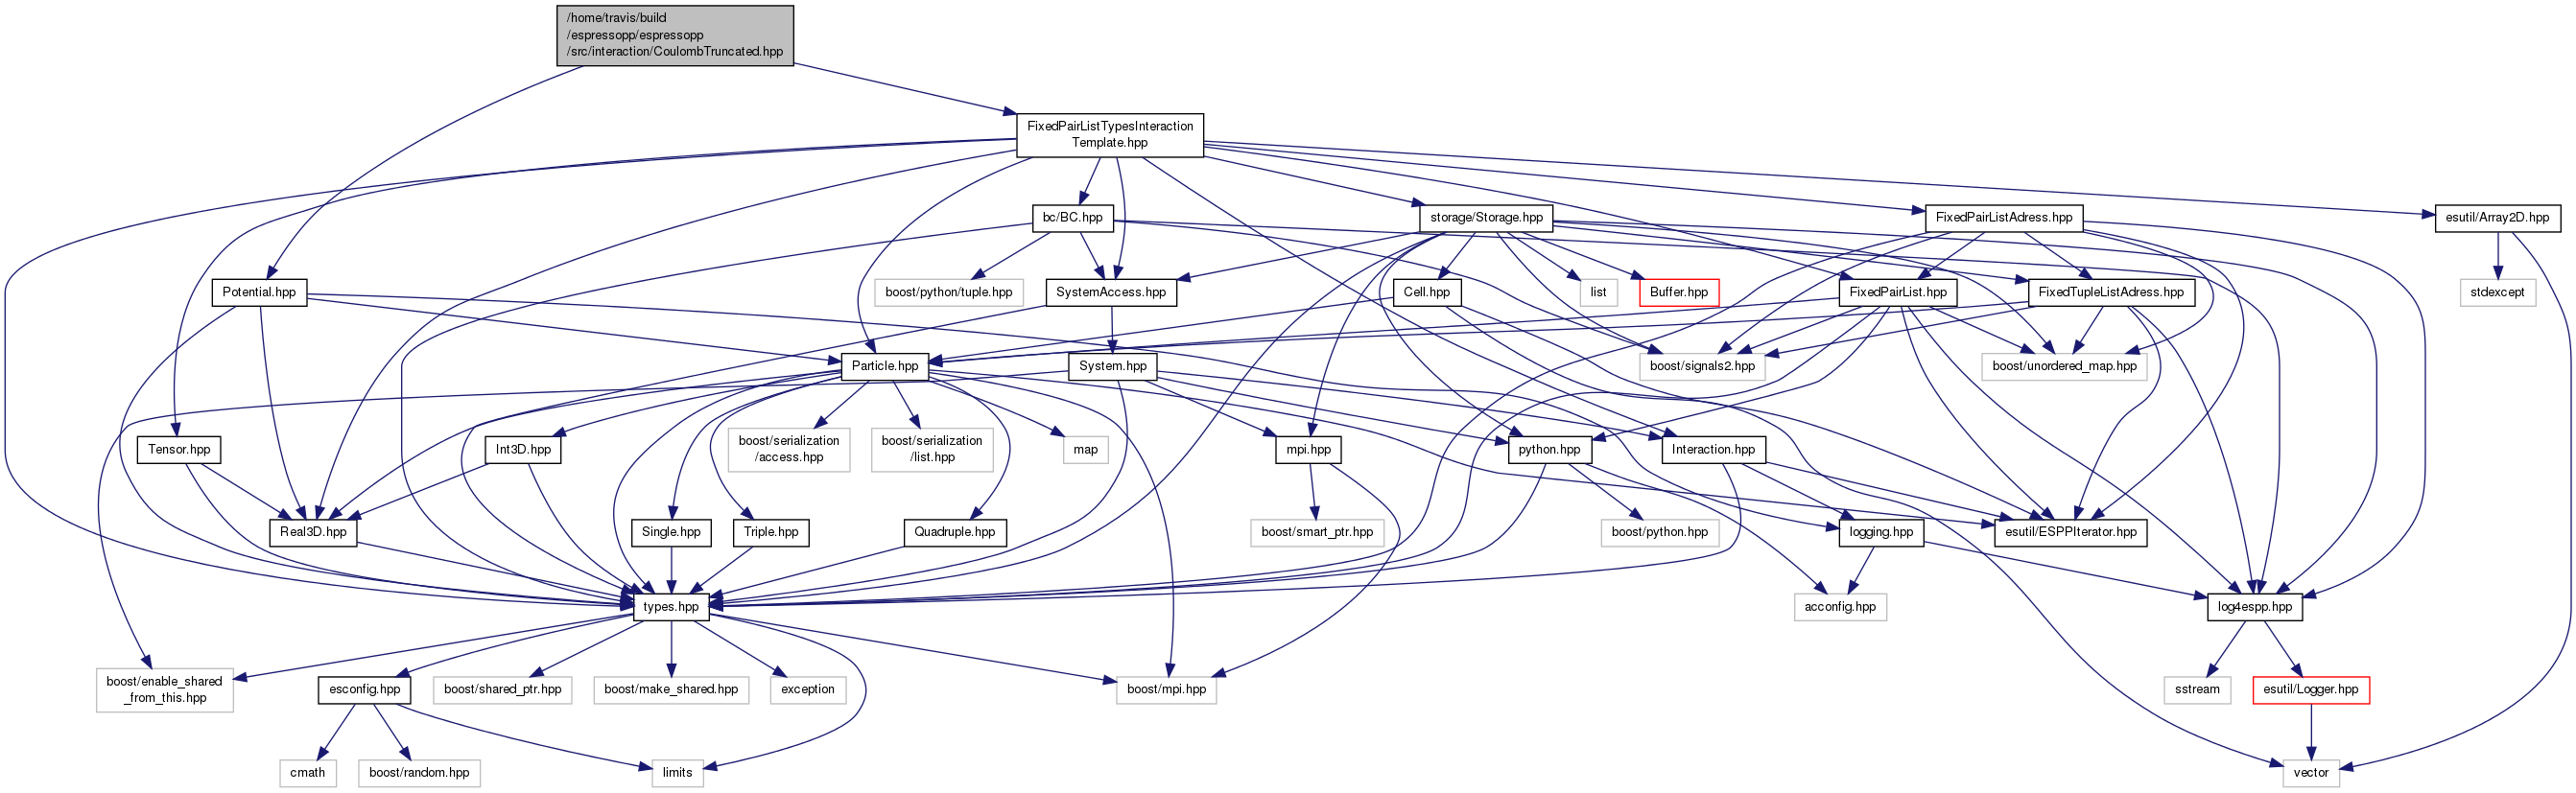 /home/travis/build
/espressopp/espressopp
/src/interaction/CoulombTruncated.hpp
FixedPairListTypesInteraction
Template.hpp
bc/BC.hpp
storage/Storage.hpp
FixedPairListAdress.hpp
esutil/Array2D.hpp
Potential.hpp
boost/python/tuple.hpp
SystemAccess.hpp
Cell.hpp
list
Buffer.hpp
FixedPairList.hpp
FixedTupleListAdress.hpp
stdexcept
Particle.hpp
System.hpp
boost/signals2.hpp
boost/unordered_map.hpp
Tensor.hpp
Int3D.hpp
boost/serialization
/access.hpp
boost/serialization
/list.hpp
map
mpi.hpp
python.hpp
Interaction.hpp
Real3D.hpp
Single.hpp
Triple.hpp
Quadruple.hpp
boost/smart_ptr.hpp
boost/python.hpp
logging.hpp
esutil/ESPPIterator.hpp
types.hpp
acconfig.hpp
log4espp.hpp
boost/enable_shared
_from_this.hpp
esconfig.hpp
boost/shared_ptr.hpp
boost/make_shared.hpp
exception
boost/mpi.hpp
sstream
esutil/Logger.hpp
cmath
boost/random.hpp
limits
vector